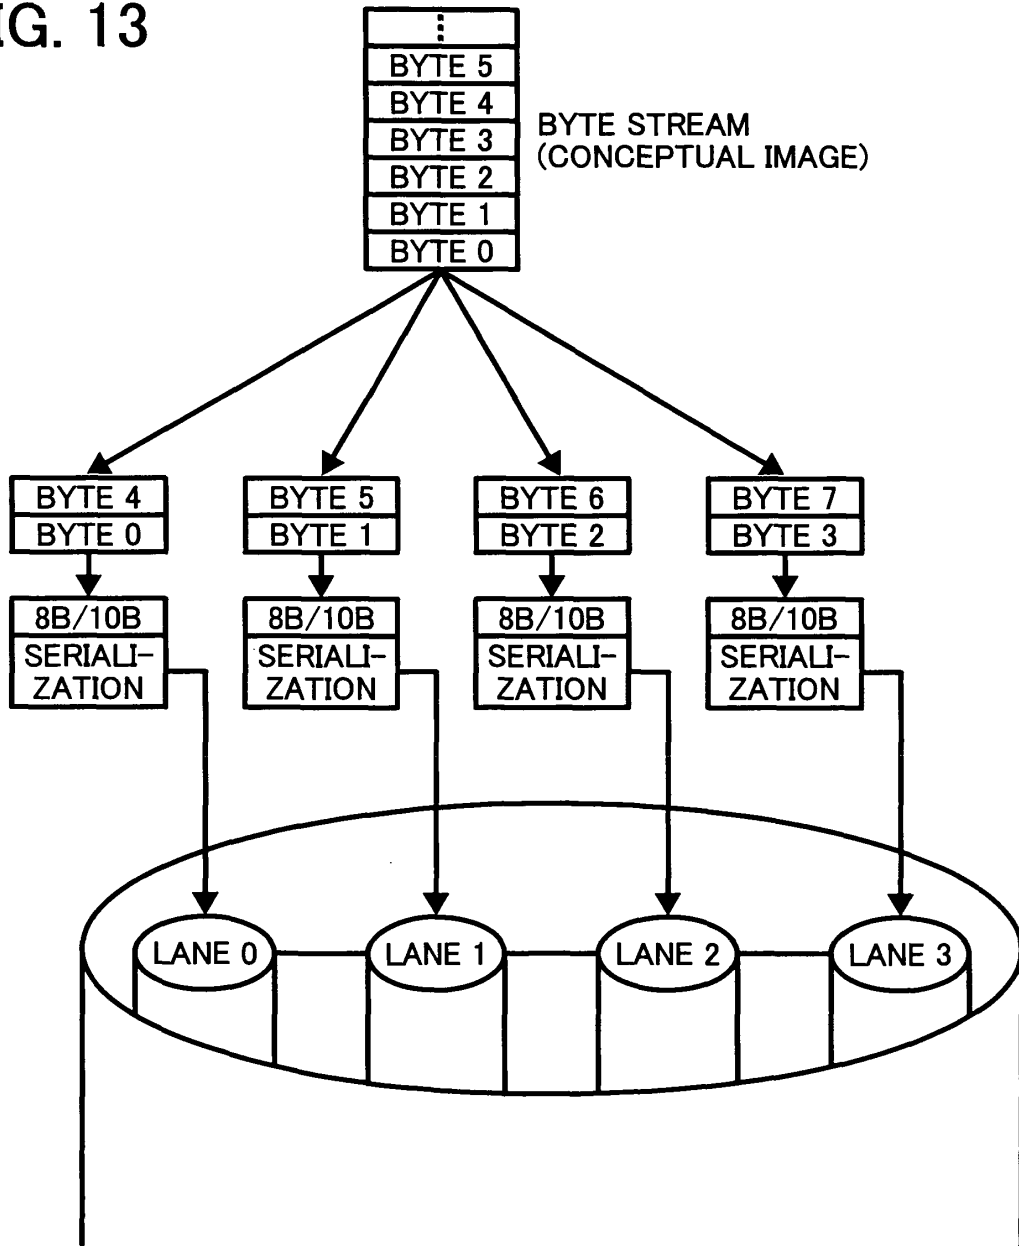 IG. 13
BYTE 5
BYTE 4
BYTE 3
BYTE 2
BYTE 1
BYTE 0
BYTE STREAM
(CONCEPTUAL IMAGE)
BYTE 4
BYTE 0
BYTE 5
BYTE 1
BYTE 6
BYTE 2
BYTE 7
BYTE 3
8B/10B
SERIALI-
ZATION
8B/10B
SERIALI-
ZATION
8B/10B
SERIALI-
ZATION
8B/10B
SERIALI-
ZATION
LANE 0
LANE 1
LANE 2
LANE 3